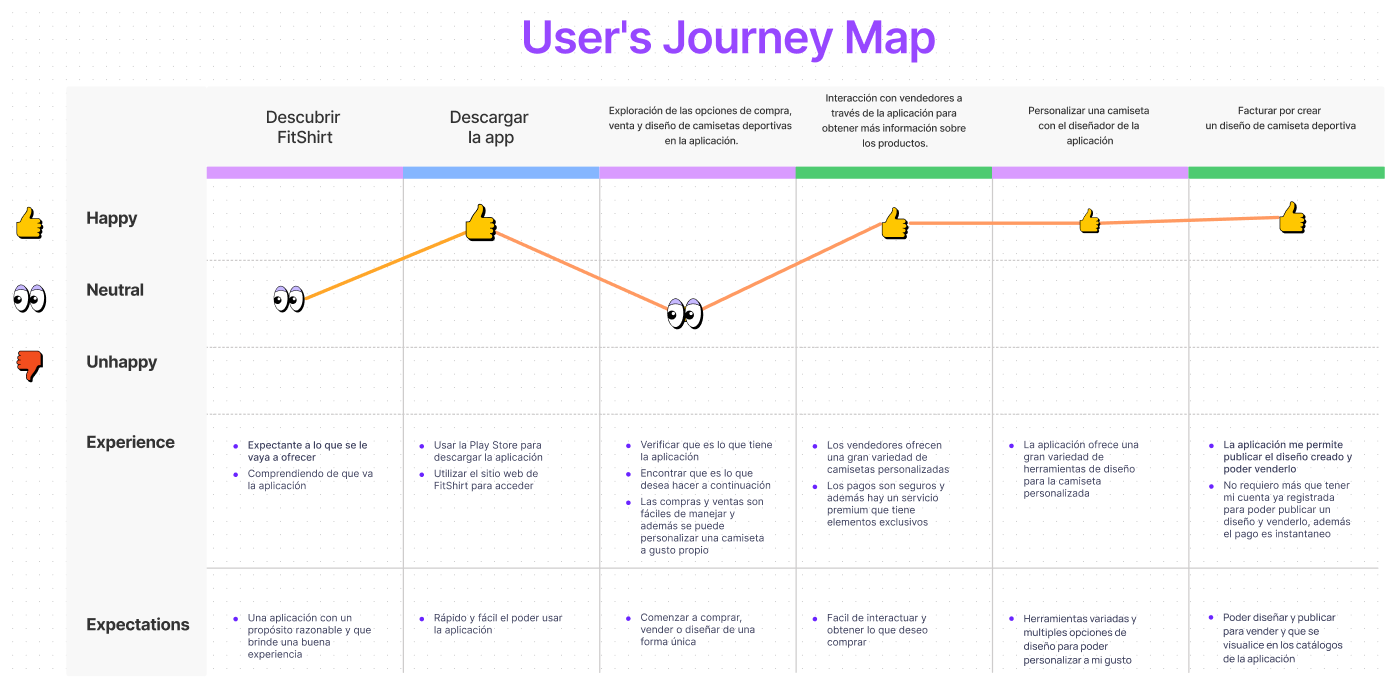 User's Journey Map
Descubrir
FitShirt
Descargar
la app
Exploración de las opciones de compra,
venta y diseño de camisetas deportivas
en la aplicación.
Interacción con vendedores a
través de la aplicación para
obtener más información sobre
los productos.
Personalizar una camiseta
con el diseñador de la
aplicación
Facturar por crear
un diseño de camiseta deportiva
Happy
Neutral
Unhappy
Experience
Expectante a lo que se le
vaya a ofrecer
Comprendiendo de que va
la aplicación
Usar la Play Store para
descargar la aplicación
Utilizar el sitio web de
FitShirt para acceder
Verificar que es lo que tiene
la aplicación
Encontrar que es lo que
desea hacer a continuación
Las compras y ventas son
fáciles de manejar y
además se puede
personalizar una camiseta
a gusto propio
Los vendedores ofrecen
una gran variedad de
camisetas personalizadas
Los pagos son seguros y
además hay un servicio
premium que tiene
elementos exclusivos
La aplicación ofrece una
gran variedad de
herramientas de diseño
para la camiseta
personalizada
La aplicación me permite
publicar el diseño creado y
poder venderlo
No requiero más que tener
mi cuenta ya registrada
para poder publicar un
diseño y venderlo, además
el pago es instantaneo
Expectations
Una aplicación con un
propósito razonable y que
brinde una buena
experiencia
Rápido y fácil el poder usar
la aplicación
Comenzar a comprar,
vender o diseñar de una
forma única
Facil de interactuar y
obtener lo que deseo
comprar
Herramientas variadas y
multiples opciones de
diseño para poder
personalizar a mi gusto
Poder diseñar y publicar
para vender y que se
visualice en los catálogos
de la aplicación